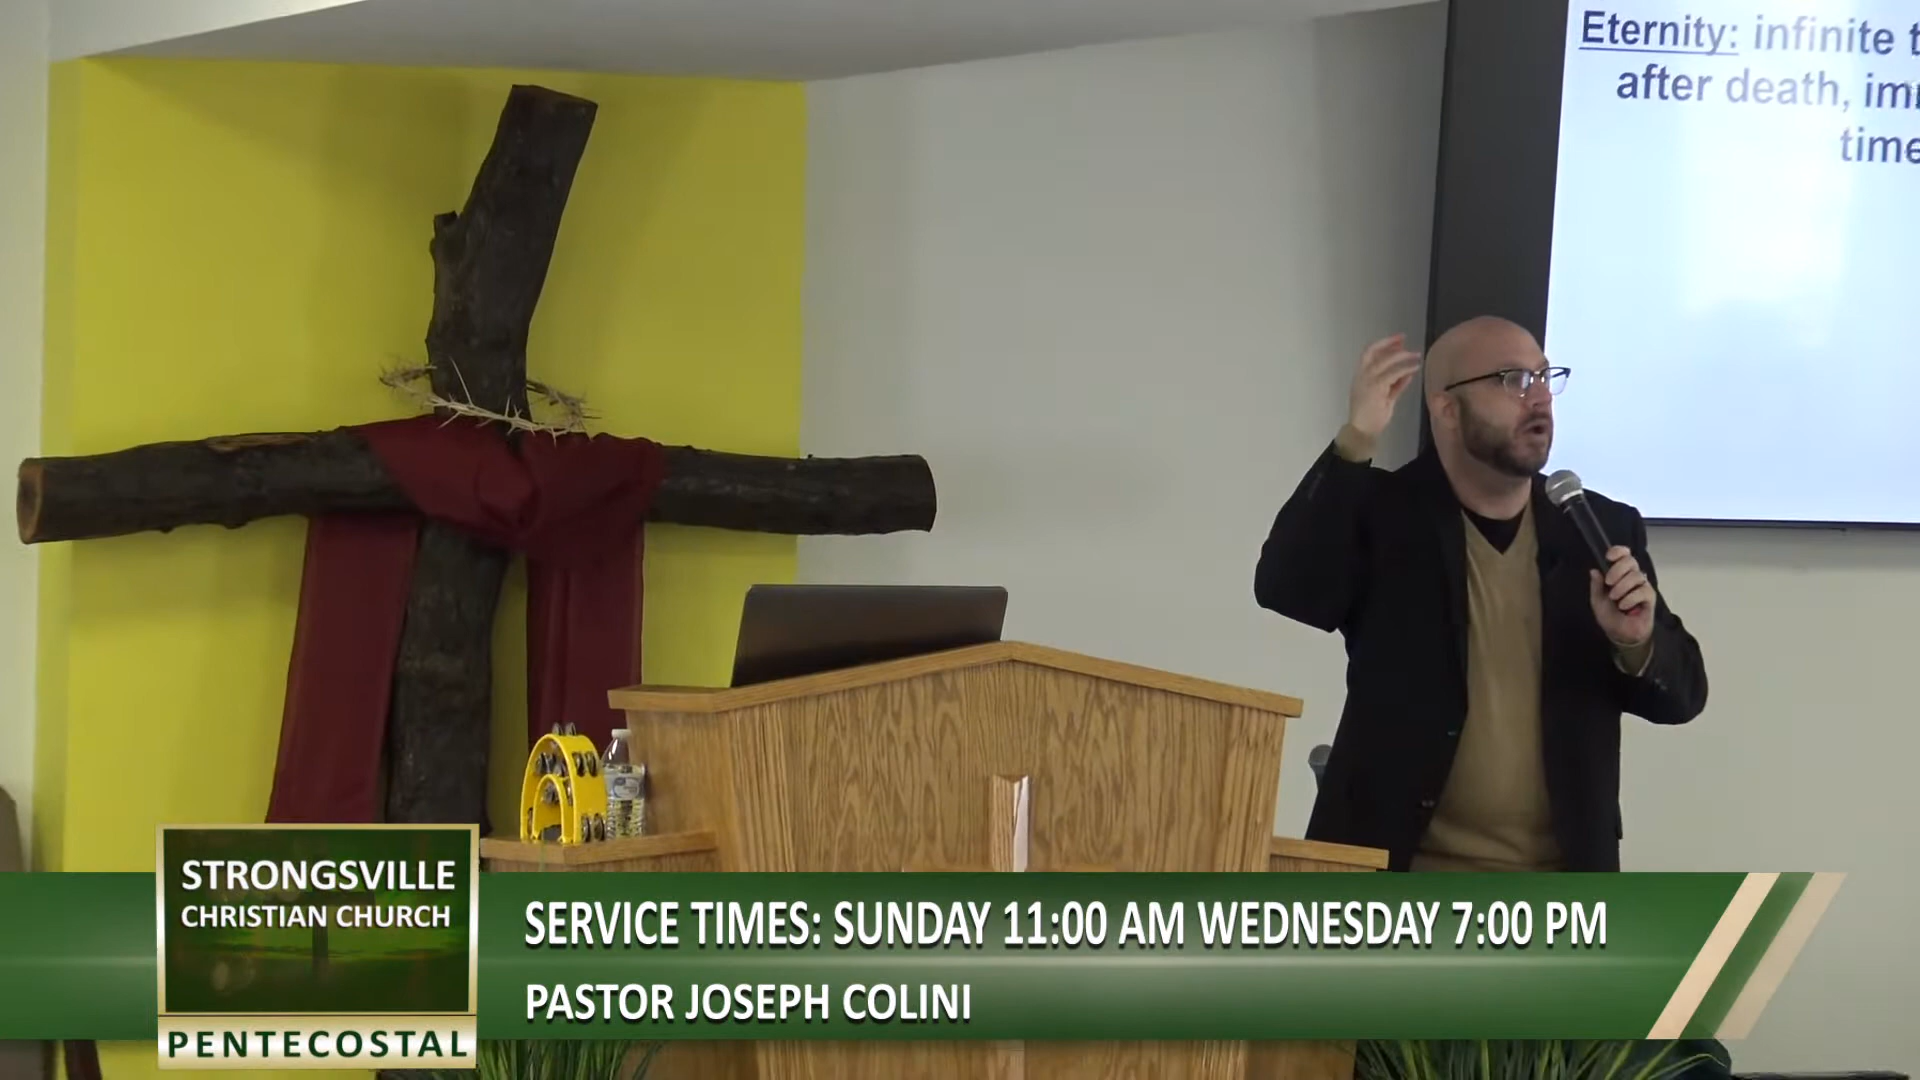 Eternity: infinite
after death,
time
STRONGSVILLE
CHRISTIAN CHURCH
PENTECOSTAL
SERVICE TIMES: SUNDAY 11:00 AM WEDNESDAY 7:00 PM
PASTOR JOSEPH COLINI